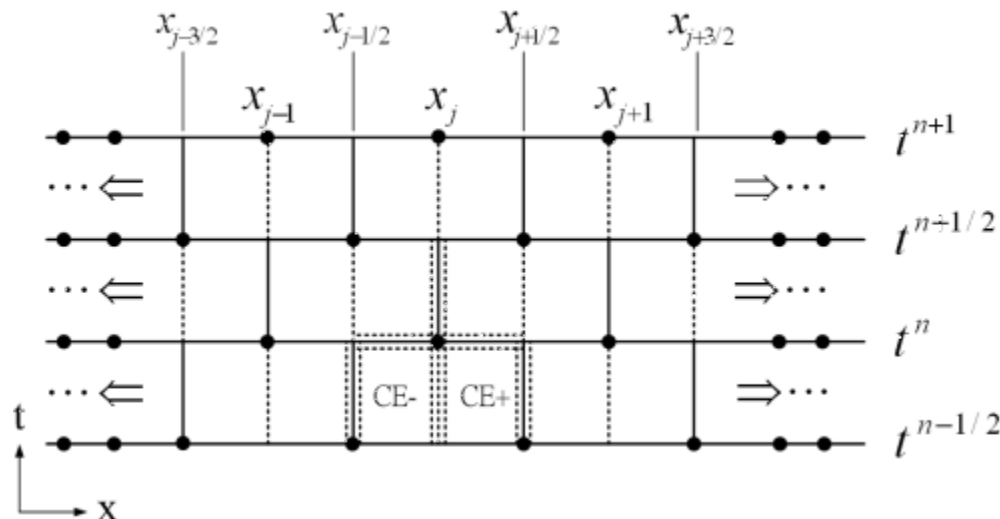 x_{j-3/2} x_{j-1/2} x_{j+1/2} x_{j+3/2}
x_{j-1} x_j x_{j+1}
t^{n+1}
··· ⇐ ⇒ ···
t^{n+1/2}
··· ⇐ ⇒ ···
t^n
··· ⇐ CE- CE+ ⇒ ···
t
t^{n-1/2}
x